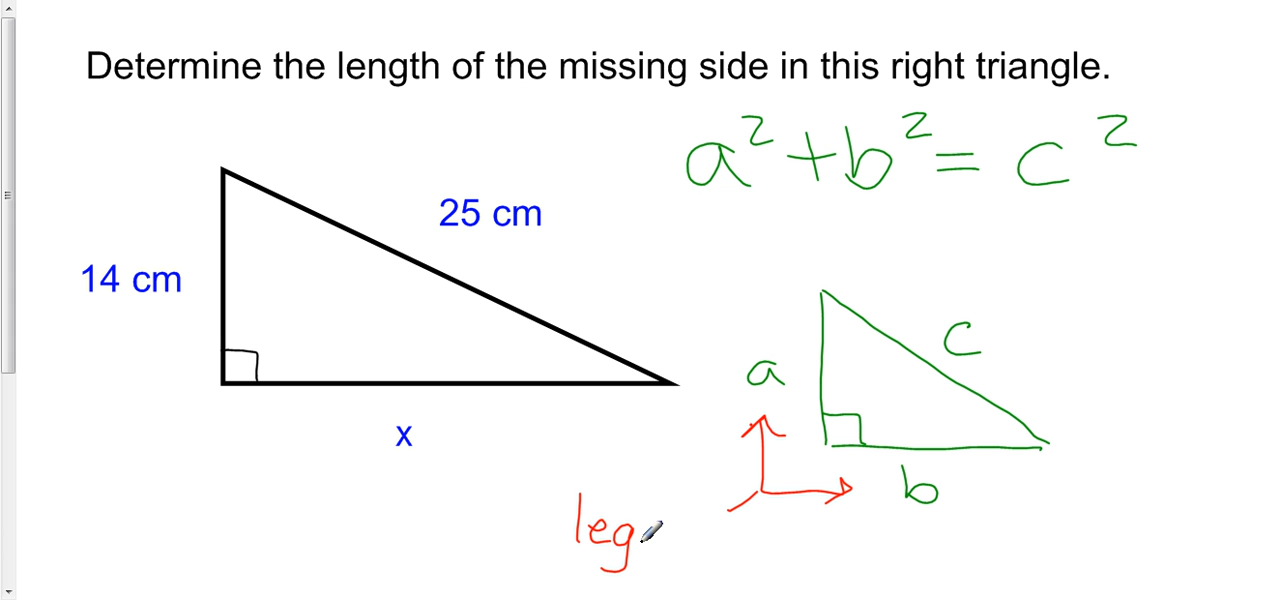 Determine the length of the missing side in this right triangle.
a² + b² = c²
25 cm
14 cm
x
c
a
b
leg